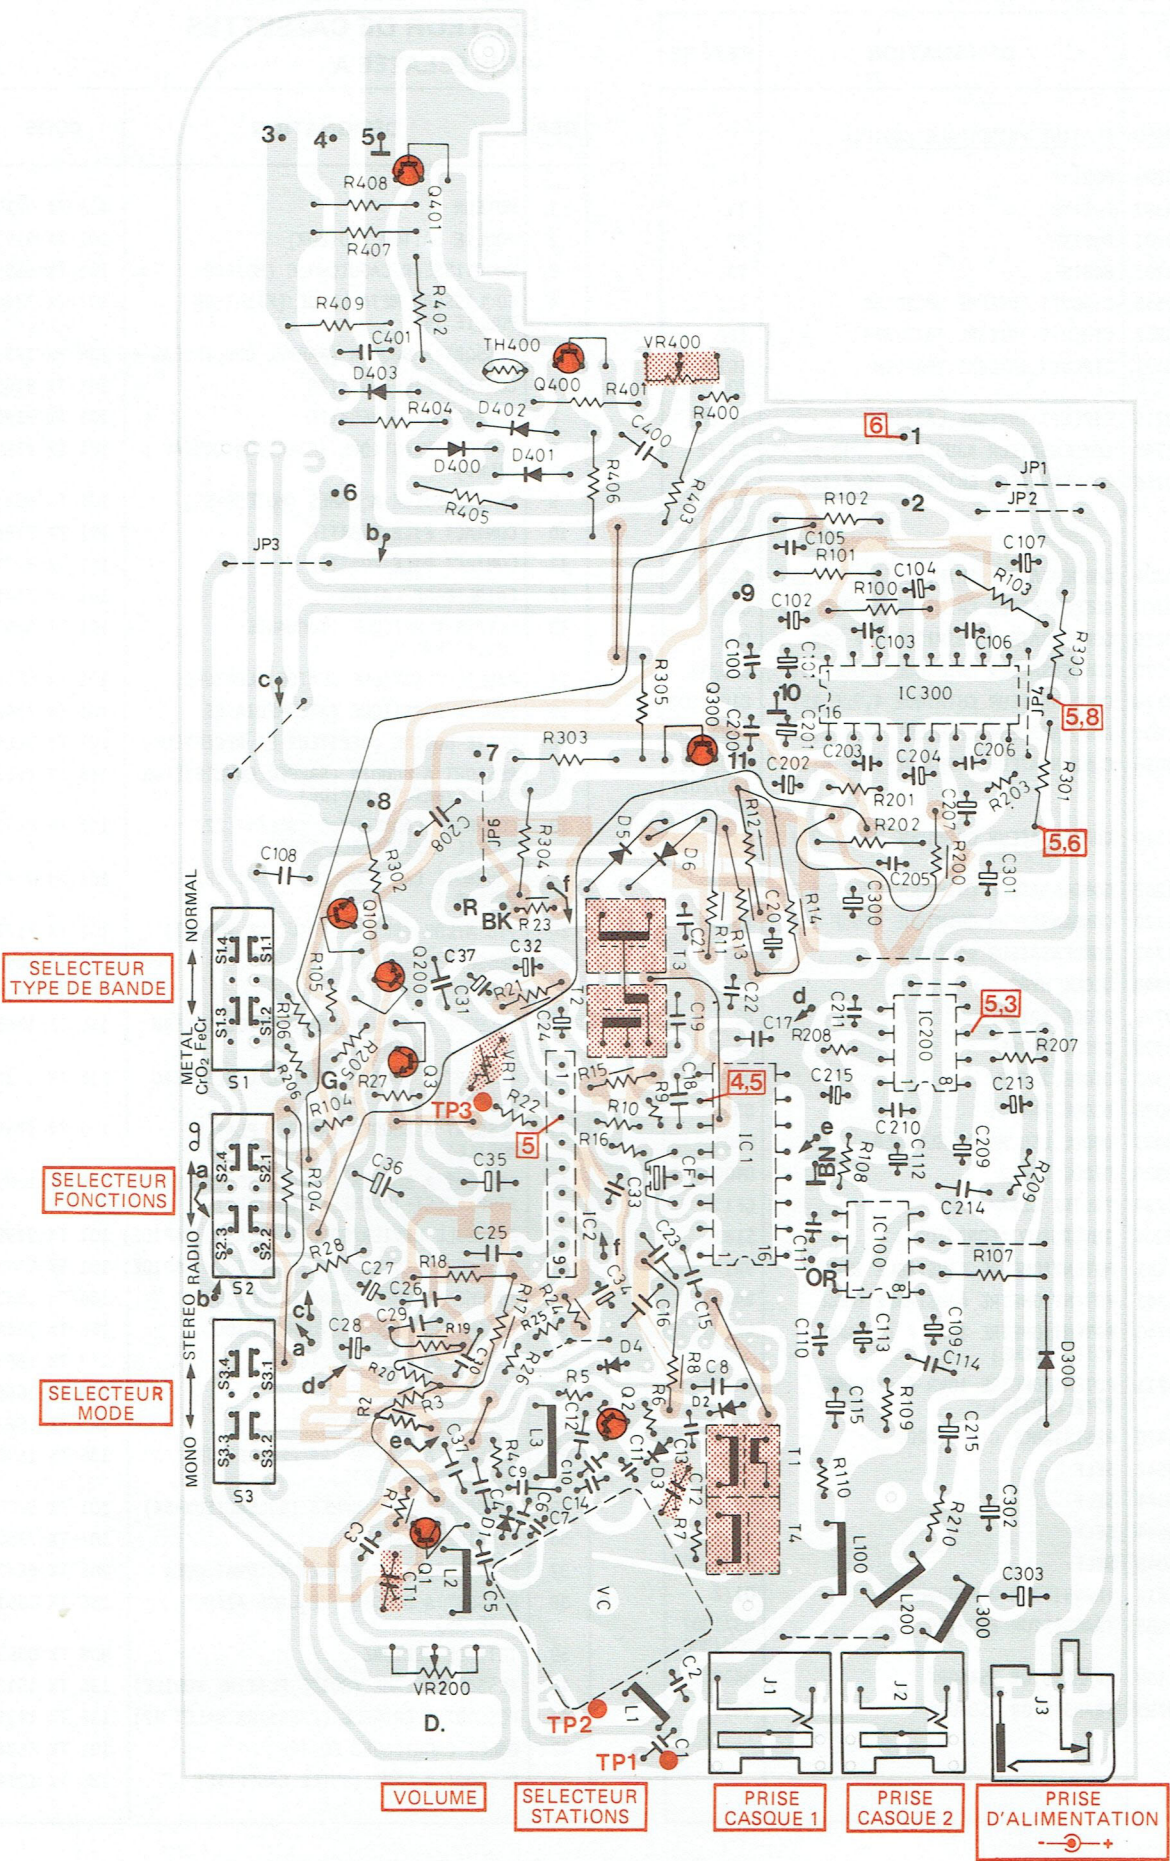 3
4
5
R408
Q401
R407
R402
R409
C401
D403
TH400
VR400
Q400
R401
R400
R404
D402
C400
D400
D401
R406
R403
R405
6
1
JP1
JP2
6
b
R102
2
JP3
C105
R101
C107
C104
R103
R100
9
C102
C103
C106
R300
c
R305
C100
C101
10
IC300
1
16
JP7
5,8
Q300
C200
C201
7
R303
11
C202
C203
C204
C206
R203
R301
8
C208
JP6
R304
D5
D6
R12
R201
C207
R202
5,6
C108
R302
C205
R200
C301
NORMAL
Q100
R
BK
R23
f
C21
R11
R13
C20
R14
C300
SELECTEUR
TYPE DE BANDE
S1.4
S1.1
S1.3
S1.2
S1
METAL
CrO2 FeCr
R105
Q200
C37
C31
C32
R21
T2
T3
C24
C22
C19
C17
d
C211
IC200
5,3
R106
R205
R206
R27
Q3
VR1
R208
R207
G.
R104
TP3
R22
R15
R9
C18
4,5
C215
1
8
C213
R10
C210
5
R16
IC1
e
SELECTEUR
FONCTIONS
S2.4
S2.1
S2.3
S2.2
S2
a
b
RADIO
R204
C36
C35
11
C33
CF1
BN
R108
C112
C209
R209
C214
IC2
9
C25
f
C23
1
16
C111
IC100
8
OR
R107
R28
C27
R18
C26
C29
R17
C34
C16
C15
c
a
C28
R19
R24
R25
R26
D4
C110
C113
C109
C114
D300
STEREO
d
R20
R3
R2
R5
R8
C8
D2
R6
SELECTEUR
MODE
S3.4
S3.1
S3.3
S3.2
S3
MONO
e
C12
Q2
C115
R109
C215
R4
L3
C11
D3
C13
CT2
T1
C9
C10
C4
C14
R110
R1
C6
C7
R7
T4
R210
C302
C3
Q1
D1
VC
L100
CT1
L2
C5
L200
L300
C303
VR200
C2
L1
J1
J2
J3
D.
TP2
TP1
C1
VOLUME
SELECTEUR
STATIONS
PRISE
CASQUE 1
PRISE
CASQUE 2
PRISE
D'ALIMENTATION
- +